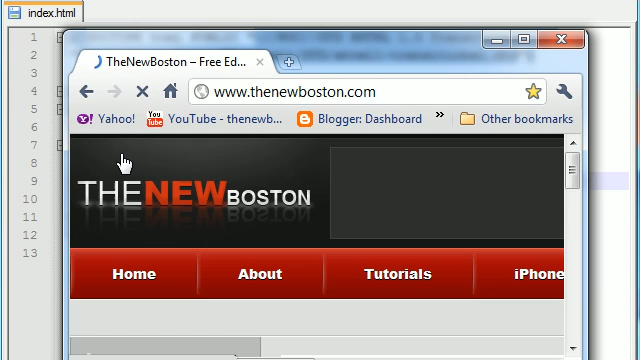 index.html
1
2
3
4
5
6
7
8
9
10
11
12
13
TheNewBoston – Free Ed...
www.thenewboston.com
Yahoo! YouTube - thenewb... Blogger: Dashboard » Other bookmarks
THENEWBOSTON
Home About Tutorials iPhone